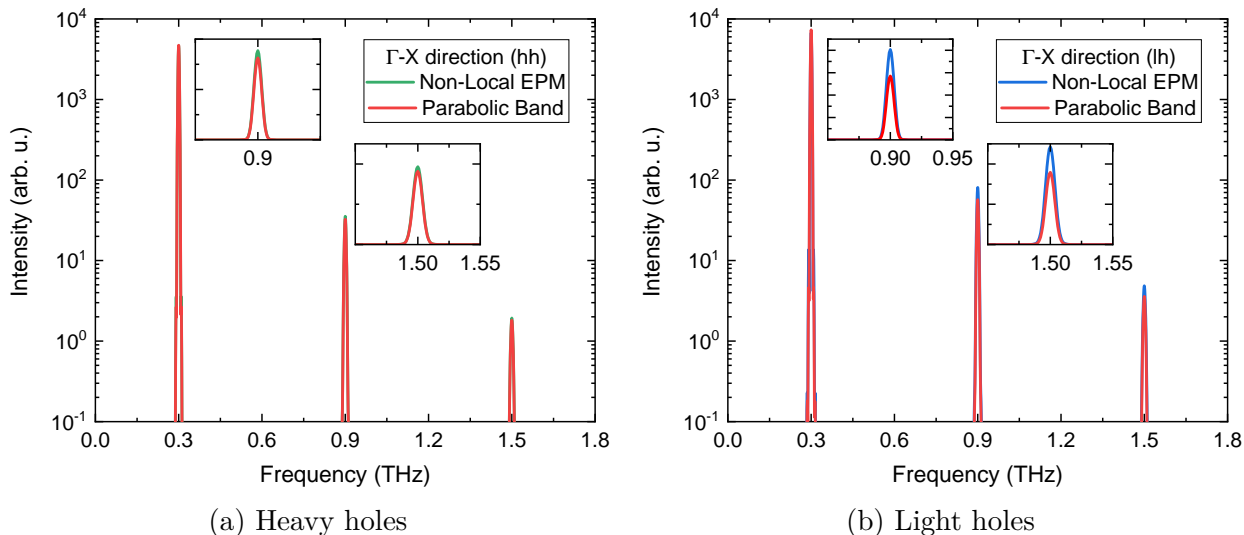 Intensity (arb. u.)
10^4
10^3
10^2
10^1
10^0
10^-1
0.0 0.3 0.6 0.9 1.2 1.5 1.8
Frequency (THz)
Γ-X direction (hh)
Non-Local EPM
Parabolic Band
0.9
1.50 1.55
(a) Heavy holes
Intensity (arb. u.)
10^4
10^3
10^2
10^1
10^0
10^-1
0.0 0.3 0.6 0.9 1.2 1.5 1.8
Frequency (THz)
Γ-X direction (lh)
Non-Local EPM
Parabolic Band
0.90 0.95
1.50 1.55
(b) Light holes